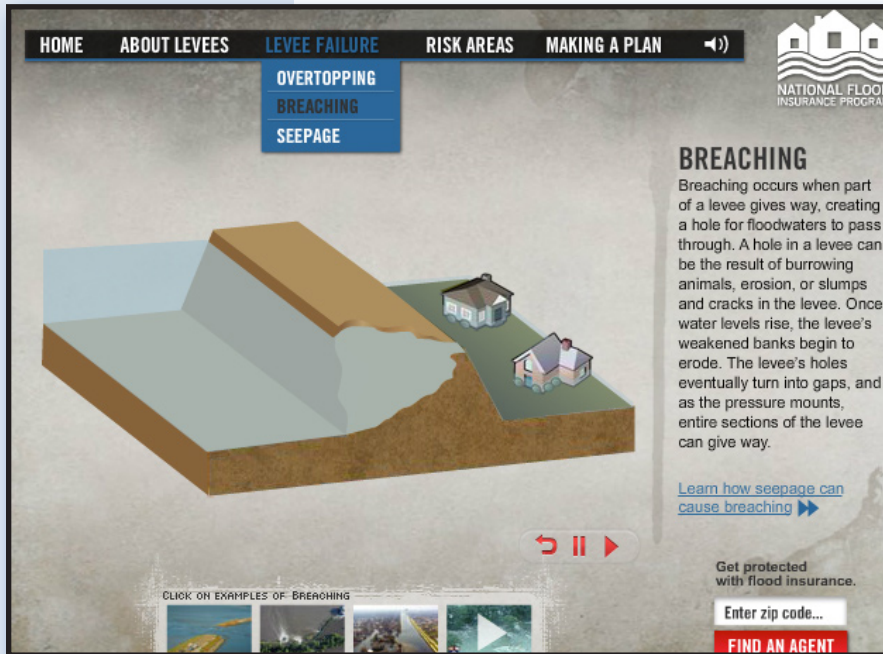 HOME ABOUT LEVEES LEVEE FAILURE RISK AREAS MAKING A PLAN
OVERTOPPING
BREACHING
SEEPAGE
NATIONAL FLOO
INSURANCE PROGRA
BREACHING
Breaching occurs when part
of a levee gives way, creating
a hole for floodwaters to pass
through. A hole in a levee can
be the result of burrowing
animals, erosion, or slumps
and cracks in the levee. Once
water levels rise, the levee's
weakened banks begin to
erode. The levee's holes
eventually turn into gaps, and
as the pressure mounts,
entire sections of the levee
can give way.
Learn how seepage can
cause breaching
CLICK ON EXAMPLES OF BREACHING
Get protected
with flood insurance.
Enter zip code...
FIND AN AGENT